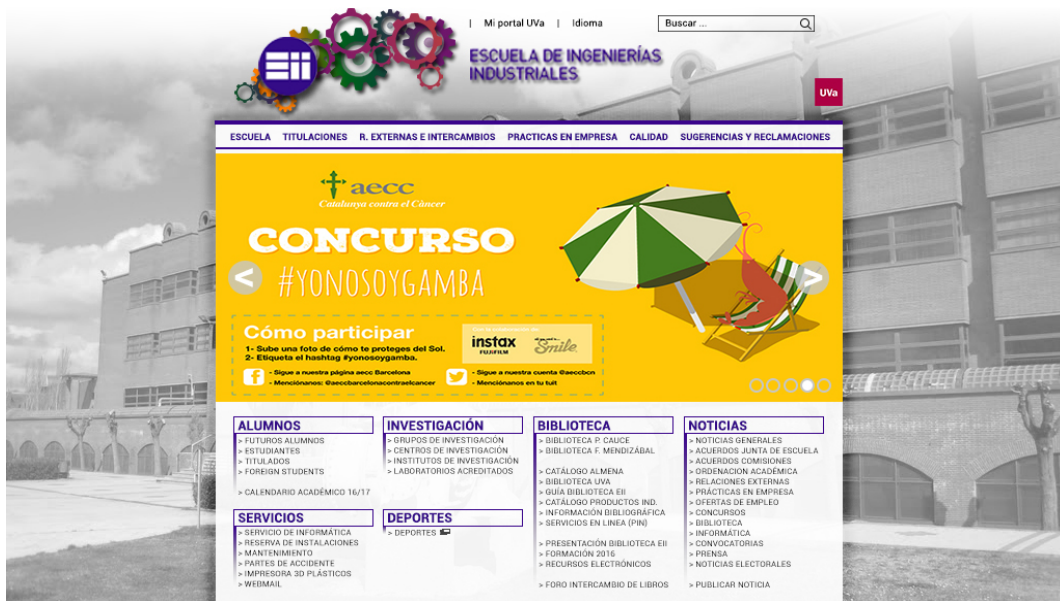 | Mi portal UVa | Idioma
Buscar ...
EII
ESCUELA DE INGENIERÍAS
INDUSTRIALES
UVa
ESCUELA TITULACIONES R. EXTERNAS E INTERCAMBIOS PRACTICAS EN EMPRESA CALIDAD SUGERENCIAS Y RECLAMACIONES
aecc
Catalunya contra el Càncer
CONCURSO
#YONOSOYGAMBA
<
>
Cómo participar
1- Sube una foto de cómo te proteges del Sol.
2- Etiqueta el hashtag #yonosoygamba.
instax
FUJIFILM
Smile
- Sigue a nuestra página aecc Barcelona
- Menciónanos: @aeccbarcelonacontraelcancer
- Sigue a nuestra cuenta @aeccbcn
- Menciónanos en tu tuit
ALUMNOS
> FUTUROS ALUMNOS
> ESTUDIANTES
> TITULADOS
> FOREIGN STUDENTS
> CALENDARIO ACADÉMICO 16/17
INVESTIGACIÓN
> GRUPOS DE INVESTIGACIÓN
> CENTROS DE INVESTIGACIÓN
> INSTITUTOS DE INVESTIGACIÓN
> LABORATORIOS ACREDITADOS
BIBLIOTECA
> BIBLIOTECA P. CAUCE
> BIBLIOTECA F. MENDIZÁBAL
> CATÁLOGO ALMENA
> BIBLIOTECA UVA
> GUÍA BIBLIOTECA EII
> CATÁLOGO PRODUCTOS IND.
> INFORMACIÓN BIBLIOGRÁFICA
> SERVICIOS EN LINEA (PIN)
> PRESENTACIÓN BIBLIOTECA EII
> FORMACIÓN 2016
> RECURSOS ELECTRÓNICOS
> FORO INTERCAMBIO DE LIBROS
NOTICIAS
> NOTICIAS GENERALES
> ACUERDOS JUNTA DE ESCUELA
> ACUERDOS COMISIONES
> ORDENACION ACADÉMICA
> RELACIONES EXTERNAS
> PRÁCTICAS EN EMPRESA
> OFERTAS DE EMPLEO
> CONCURSOS
> BIBLIOTECA
> INFORMÁTICA
> CONVOCATORIAS
> PRENSA
> NOTICIAS ELECTORALES
> PUBLICAR NOTICIA
SERVICIOS
> SERVICIO DE INFORMÁTICA
> RESERVA DE INSTALACIONES
> MANTENIMIENTO
> PARTES DE ACCIDENTE
> IMPRESORA 3D PLÁSTICOS
> WEBMAIL
DEPORTES
> DEPORTES